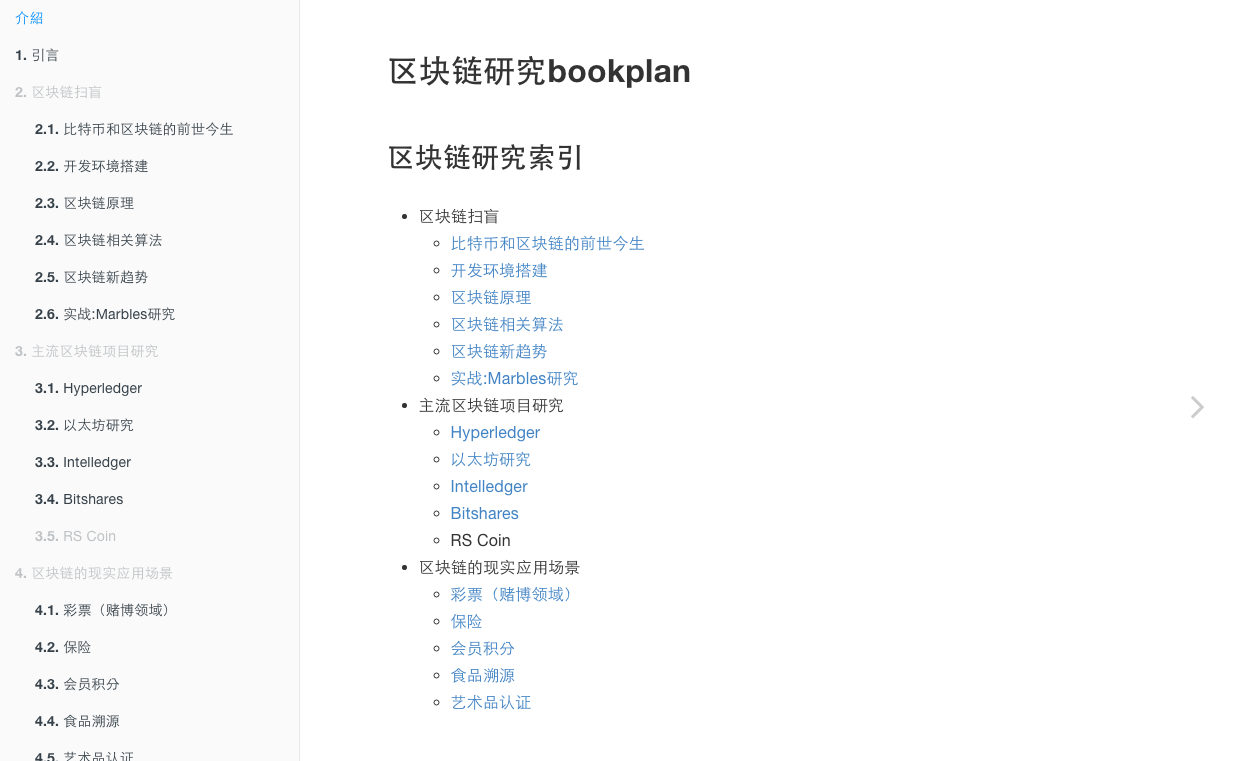 介紹
1. 引言
2. 区块链扫盲
2.1. 比特币和区块链的前世今生
2.2. 开发环境搭建
2.3. 区块链原理
2.4. 区块链相关算法
2.5. 区块链新趋势
2.6. 实战:Marbles研究
3. 主流区块链项目研究
3.1. Hyperledger
3.2. 以太坊研究
3.3. Intelledger
3.4. Bitshares
3.5. RS Coin
4. 区块链的现实应用场景
4.1. 彩票（赌博领域）
4.2. 保险
4.3. 会员积分
4.4. 食品溯源
4.5. 艺术品认证
区块链研究bookplan
区块链研究索引
区块链扫盲
比特币和区块链的前世今生
开发环境搭建
区块链原理
区块链相关算法
区块链新趋势
实战:Marbles研究
主流区块链项目研究
Hyperledger
以太坊研究
Intelledger
Bitshares
RS Coin
区块链的现实应用场景
彩票（赌博领域）
保险
会员积分
食品溯源
艺术品认证